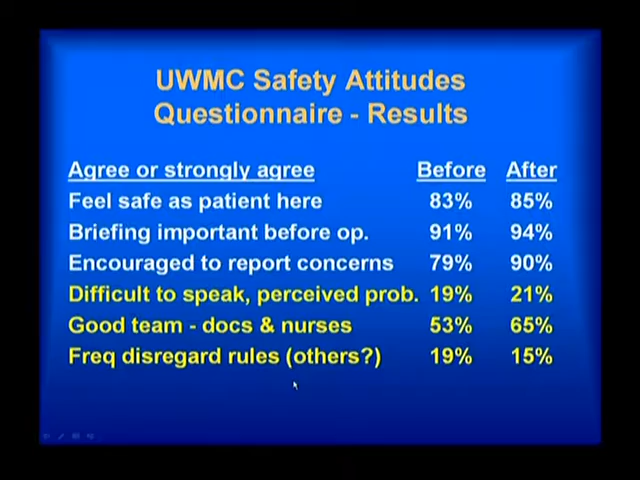 UWMC Safety Attitudes
Questionnaire - Results
Agree or strongly agree Before After
Feel safe as patient here 83% 85%
Briefing important before op. 91% 94%
Encouraged to report concerns 79% 90%
Difficult to speak, perceived prob. 19% 21%
Good team - docs & nurses 53% 65%
Freq disregard rules (others?) 19% 15%